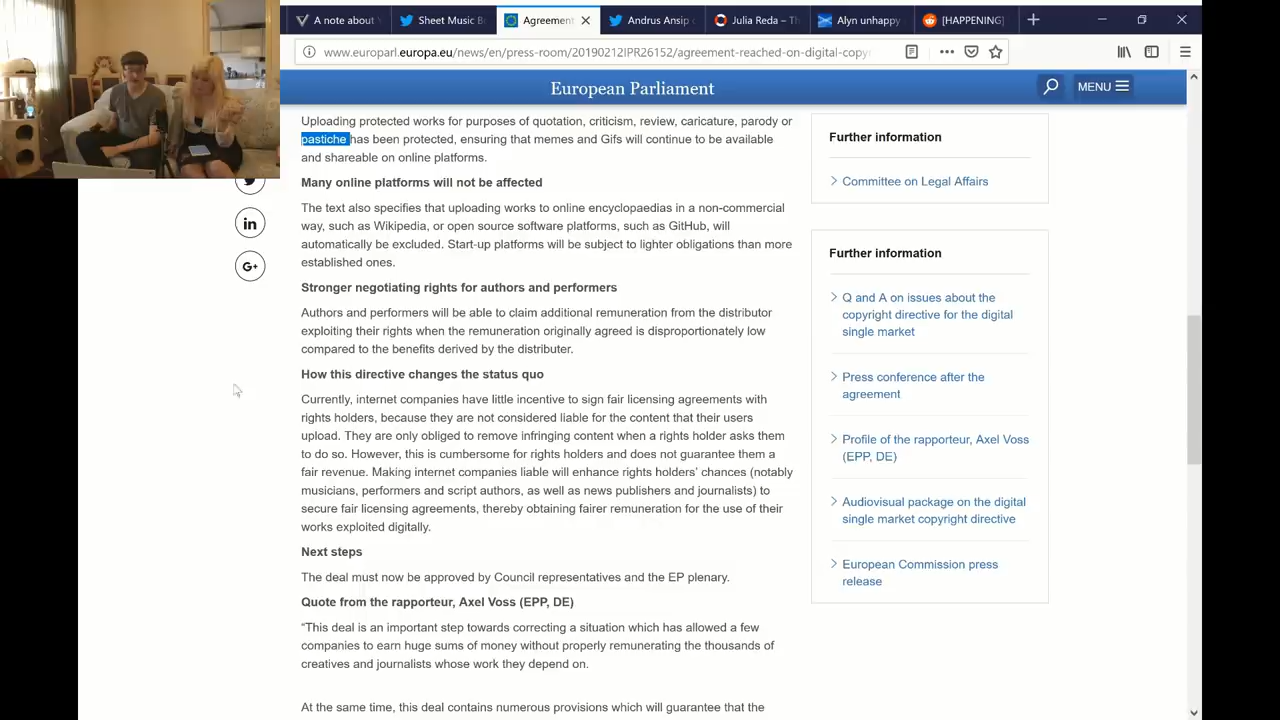 A note about
Sheet Music B
Agreement
Andrus Ansip
Julia Reda – Th
Alyn unhappy
[HAPPENING]
www.europarl.europa.eu/news/en/press-room/20190212IPR26152/agreement-reached-on-digital-copy
European Parliament
MENU
Uploading protected works for purposes of quotation, criticism, review, caricature, parody or
pastiche has been protected, ensuring that memes and Gifs will continue to be available
and shareable on online platforms.
Many online platforms will not be affected
The text also specifies that uploading works to online encyclopaedias in a non-commercial
way, such as Wikipedia, or open source software platforms, such as GitHub, will
automatically be excluded. Start-up platforms will be subject to lighter obligations than more
established ones.
Stronger negotiating rights for authors and performers
Authors and performers will be able to claim additional remuneration from the distributor
exploiting their rights when the remuneration originally agreed is disproportionately low
compared to the benefits derived by the distributer.
How this directive changes the status quo
Currently, internet companies have little incentive to sign fair licensing agreements with
rights holders, because they are not considered liable for the content that their users
upload. They are only obliged to remove infringing content when a rights holder asks them
to do so. However, this is cumbersome for rights holders and does not guarantee them a
fair revenue. Making internet companies liable will enhance rights holders' chances (notably
musicians, performers and script authors, as well as news publishers and journalists) to
secure fair licensing agreements, thereby obtaining fairer remuneration for the use of their
works exploited digitally.
Next steps
The deal must now be approved by Council representatives and the EP plenary.
Quote from the rapporteur, Axel Voss (EPP, DE)
“This deal is an important step towards correcting a situation which has allowed a few
companies to earn huge sums of money without properly remunerating the thousands of
creatives and journalists whose work they depend on.
At the same time, this deal contains numerous provisions which will guarantee that the
in
G+
Further information
Committee on Legal Affairs
Further information
Q and A on issues about the
copyright directive for the digital
single market
Press conference after the
agreement
Profile of the rapporteur, Axel Voss
(EPP, DE)
Audiovisual package on the digital
single market copyright directive
European Commission press
release